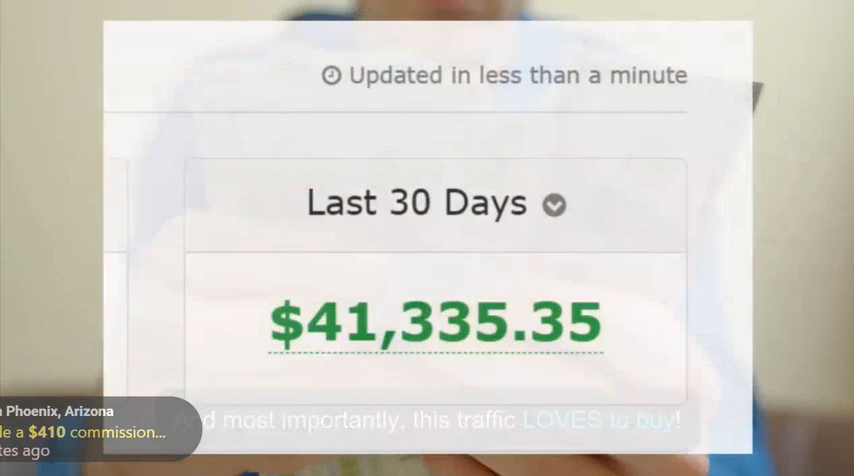 Updated in less than a minute
Last 30 Days
$41,335.35
nd most importantly, this traffic LOVES to buy!
Phoenix, Arizona
a $410 commission...
ago